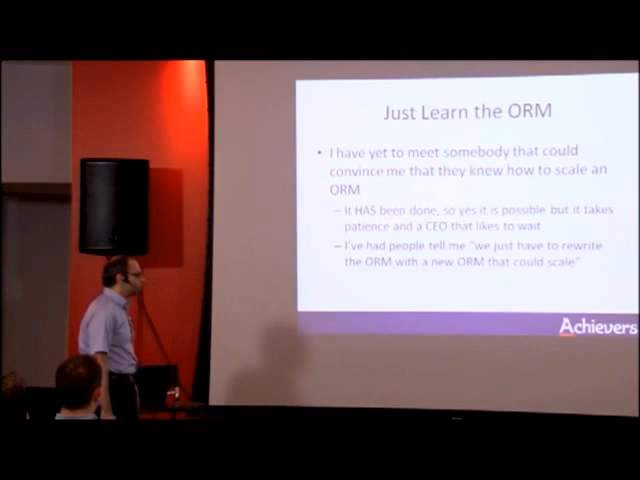 Just Learn the ORM
• I have yet to meet somebody that could
convince me that they knew how to scale an
ORM
– It HAS been done, so yes it is possible but it takes
patience and a CEO that likes to wait
– I've had people tell me "we just have to rewrite
the ORM with a new ORM that could scale"
Achievers